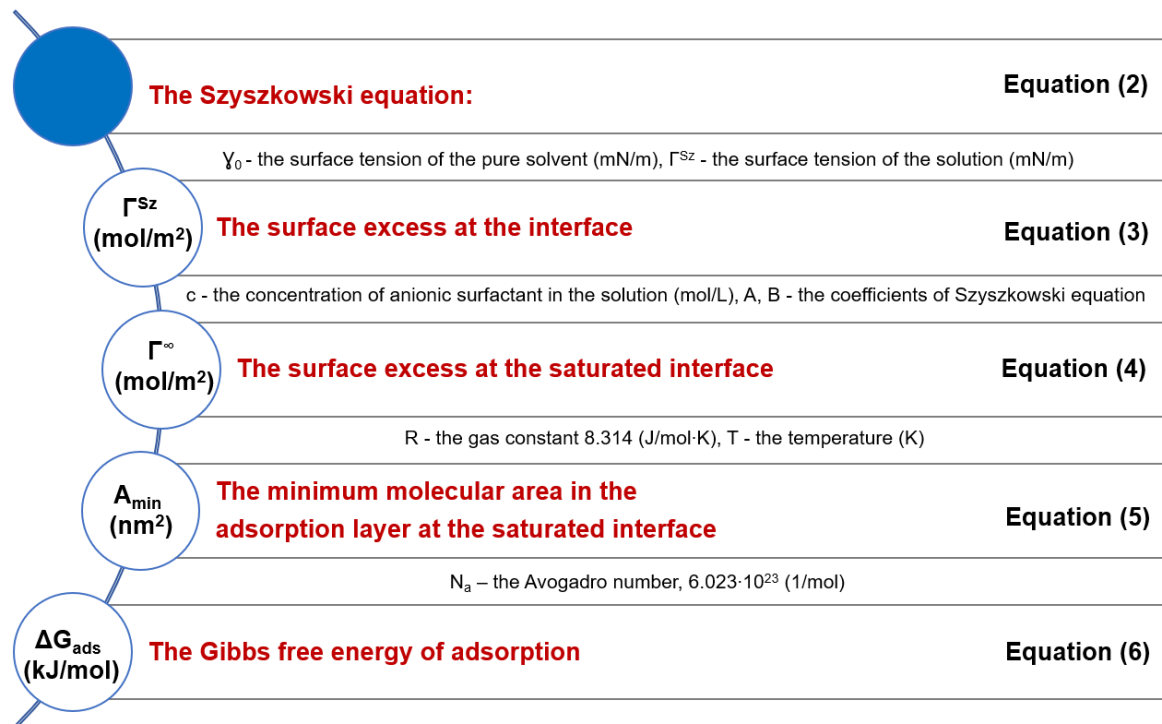 The Szyszkowski equation:
Equation (2)
Ɣ₀ - the surface tension of the pure solvent (mN/m), Γˢᶻ - the surface tension of the solution (mN/m)
Γˢᶻ
(mol/m²)
The surface excess at the interface
Equation (3)
c - the concentration of anionic surfactant in the solution (mol/L), A, B - the coefficients of Szyszkowski equation
Γ^∞
(mol/m²)
The surface excess at the saturated interface
Equation (4)
R - the gas constant 8.314 (J/mol·K), T - the temperature (K)
Aₘᵢₙ
(nm²)
The minimum molecular area in the
adsorption layer at the saturated interface
Equation (5)
Nₐ – the Avogadro number, 6.023·10²³ (1/mol)
ΔG_ads
(kJ/mol)
The Gibbs free energy of adsorption
Equation (6)